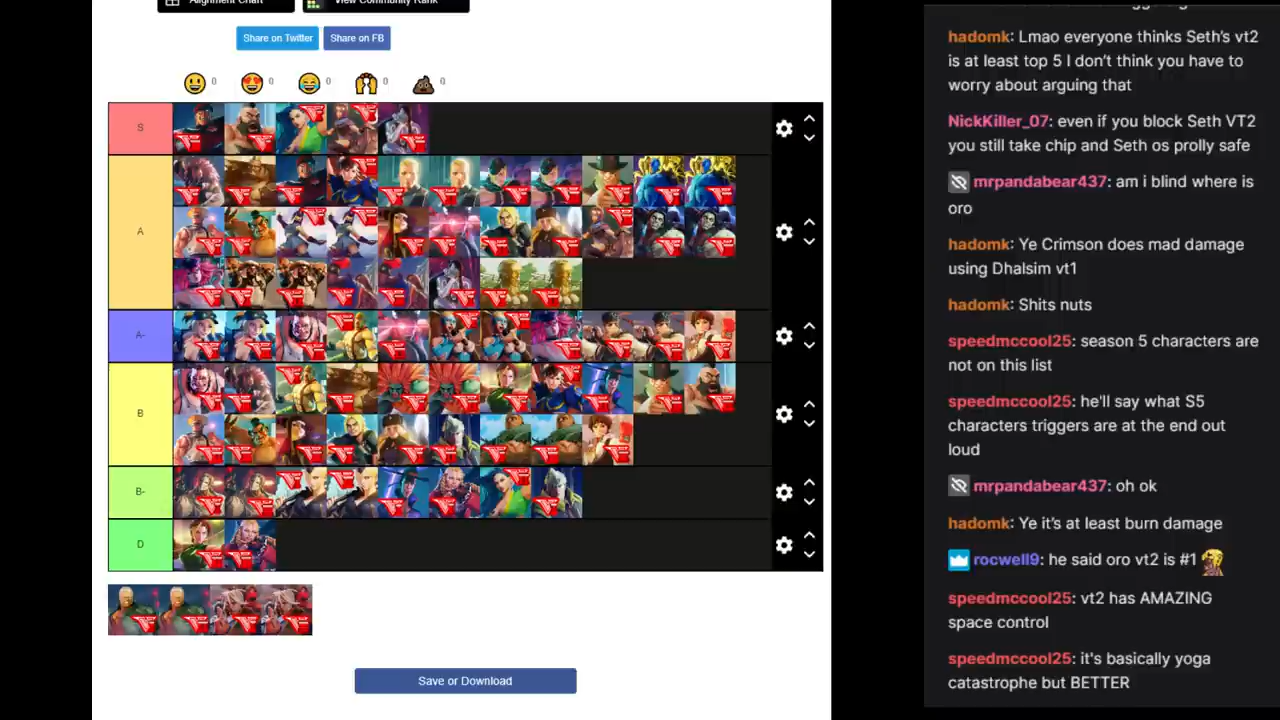 Alignment Chart
View Community Rank
Share on Twitter
Share on FB
0
0
0
0
0
S
A
A-
B
B-
D
Save or Download
hadomk: Lmao everyone thinks Seth's vt2
is at least top 5 I don't think you have to
worry about arguing that
NickKiller_07: even if you block Seth VT2
you still take chip and Seth os prolly safe
mrpandabear437: am i blind where is
oro
hadomk: Ye Crimson does mad damage
using Dhalsim vt1
hadomk: Shits nuts
speedmccool25: season 5 characters are
not on this list
speedmccool25: he'll say what S5
characters triggers are at the end out
loud
mrpandabear437: oh ok
hadomk: Ye it's at least burn damage
rocwell9: he said oro vt2 is #1
speedmccool25: vt2 has AMAZING
space control
speedmccool25: it's basically yoga
catastrophe but BETTER